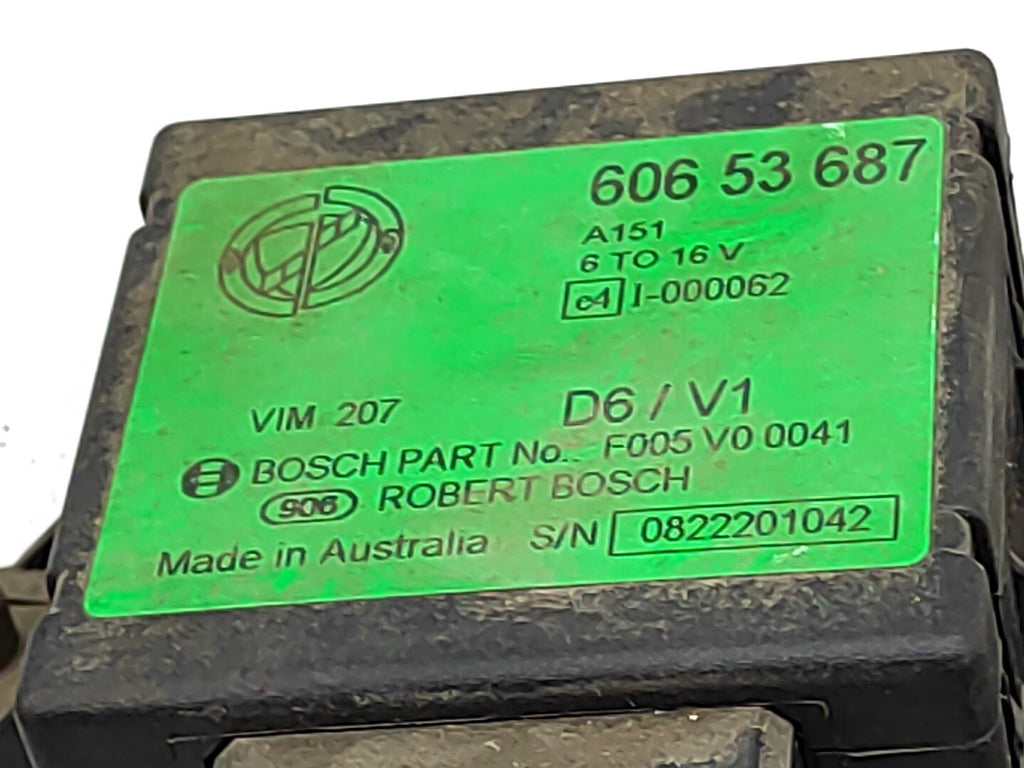 606 53 687
A151
6 TO 16 V
e4 I-000062
VIM 207 D6 / V1
BOSCH PART No.. F005 V0 0041
906 ROBERT BOSCH
Made in Australia S/N 0822201042